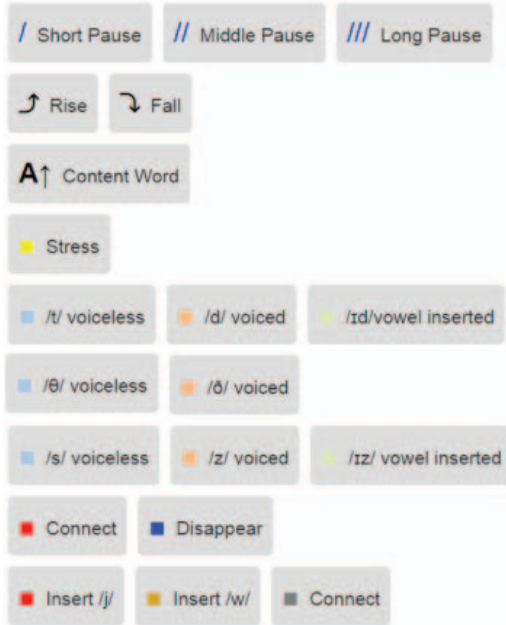 / Short Pause // Middle Pause /// Long Pause
Rise Fall
A↑ Content Word
Stress
/t/ voiceless /d/ voiced /ɪd/vowel inserted
/θ/ voiceless /ð/ voiced
/s/ voiceless /z/ voiced /ɪz/ vowel inserted
Connect Disappear
Insert /j/ Insert /w/ Connect